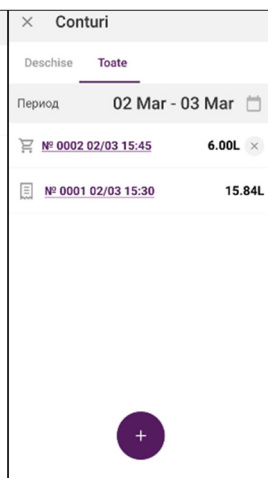 Conturi
Deschise Toate
Период 02 Mar - 03 Mar
№ 0002 02/03 15:45 6.00L
№ 0001 02/03 15:30 15.84L